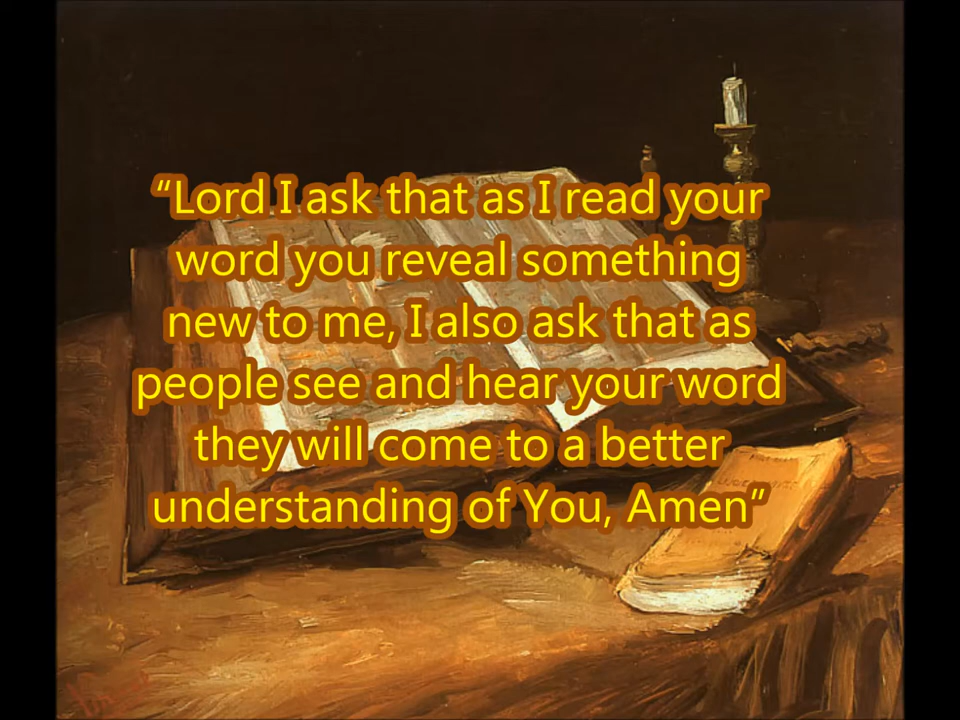 “Lord I ask that as I read your
word you reveal something
new to me, I also ask that as
people see and hear your word
they will come to a better
understanding of You, Amen”